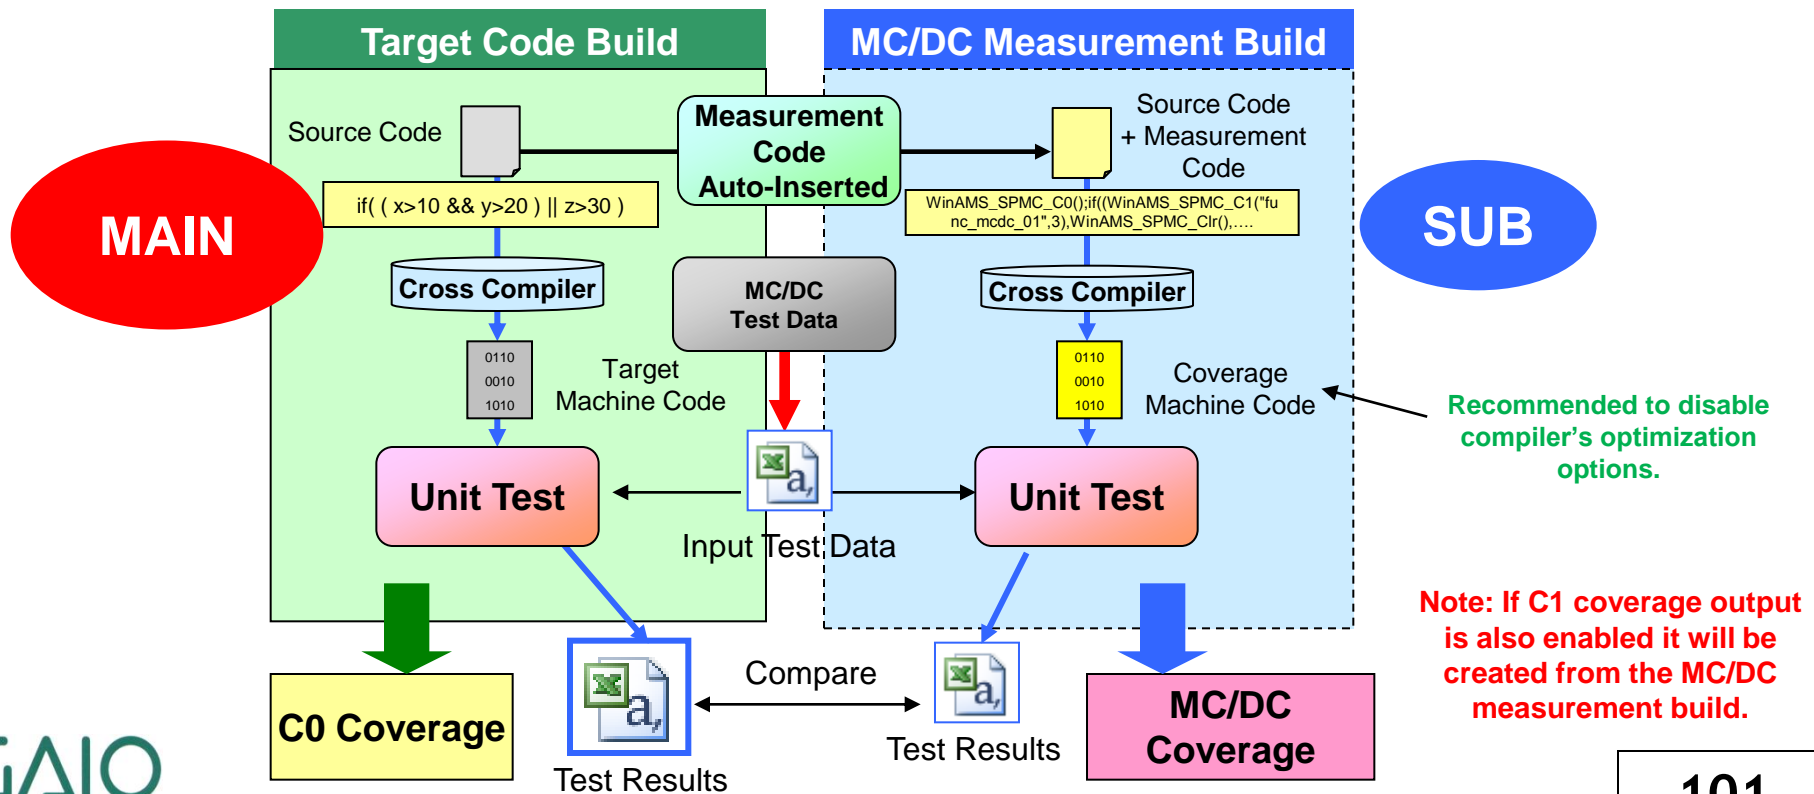 Target Code Build
MC/DC Measurement Build
Source Code
Measurement
Code
Auto-Inserted
Source Code
+ Measurement
Code
MAIN
if( ( x>10 && y>20 ) || z>30 )
WinAMS_SPMC_C0();if((WinAMS_SPMC_C1("fu
nc_mcdc_01",3),WinAMS_SPMC_Clr(),....
SUB
Cross Compiler
MC/DC
Test Data
Cross Compiler
0110
0010
1010
Target
Machine Code
0110
0010
1010
Coverage
Machine Code
Recommended to disable
compiler's optimization
options.
Unit Test
Unit Test
Input Test Data
Note: If C1 coverage output
is also enabled it will be
created from the MC/DC
measurement build.
Compare
C0 Coverage
MC/DC
Coverage
Test Results
Test Results
GAIO
101